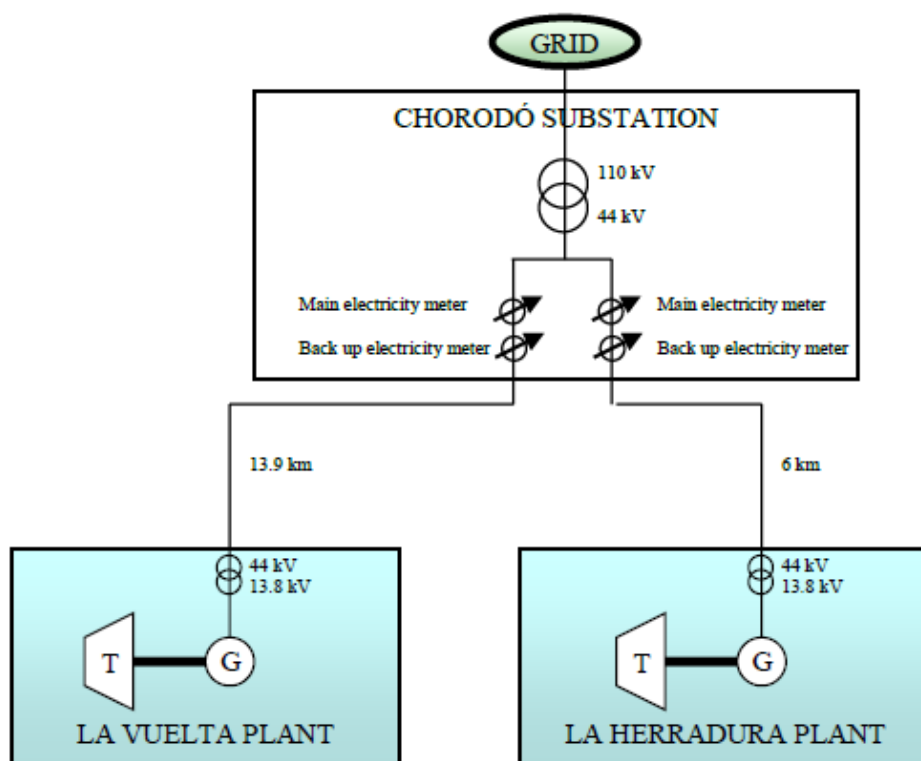 GRID
CHORODÓ SUBSTATION
110 kV
44 kV
Main electricity meter
Main electricity meter
Back up electricity meter
Back up electricity meter
13.9 km
6 km
44 kV
13.8 kV
44 kV
13.8 kV
T
G
T
G
LA VUELTA PLANT
LA HERRADURA PLANT